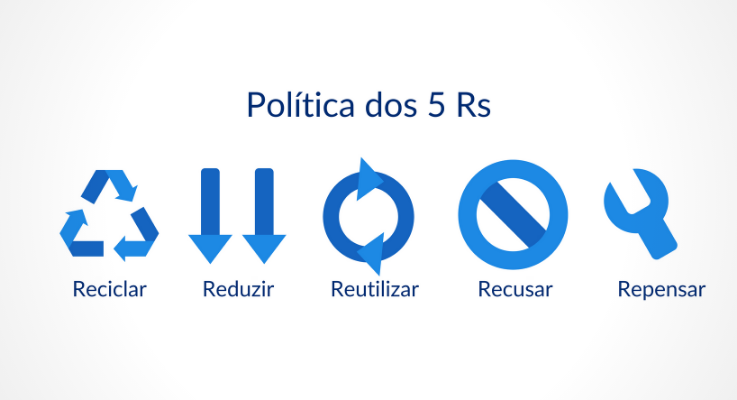 Política dos 5 Rs
Reciclar
Reduzir
Reutilizar
Recusar
Repensar